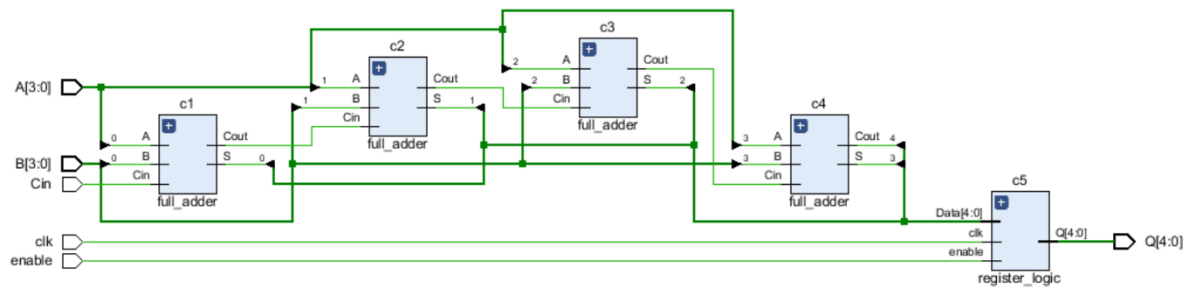 c3
c2
2 A Cout
B S 2
2
Cin
full_adder
1 A Cout
1 B S 1
Cin
full_adder
c1
c4
A[3:0]
0 A Cout
0 B S 0
Cin
full_adder
3 A Cout 4
3 B S 3
Cin
full_adder
B[3:0]
Cin
c5
Data[4:0]
clk
enable
Q[4:0]
register_logic
clk
enable
Q[4:0]